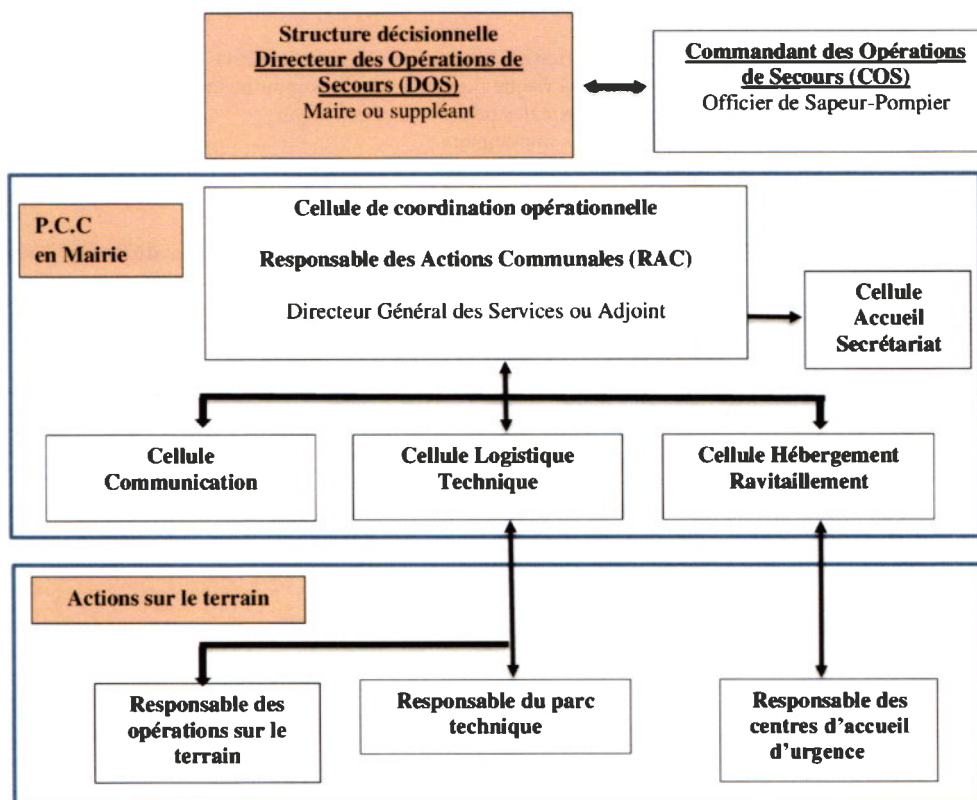 Structure décisionnelle
Directeur des Opérations de
Secours (DOS)
Maire ou suppléant
Commandant des Opérations
de Secours (COS)
Officier de Sapeur-Pompier
P.C.C
en Mairie
Cellule de coordination opérationnelle
Responsable des Actions Communales (RAC)
Directeur Général des Services ou Adjoint
Cellule
Accueil
Secrétariat
Cellule
Communication
Cellule Logistique
Technique
Cellule Hébergement
Ravitaillement
Actions sur le terrain
Responsable des
opérations sur le
terrain
Responsable du parc
technique
Responsable des
centres d'accueil
d'urgence